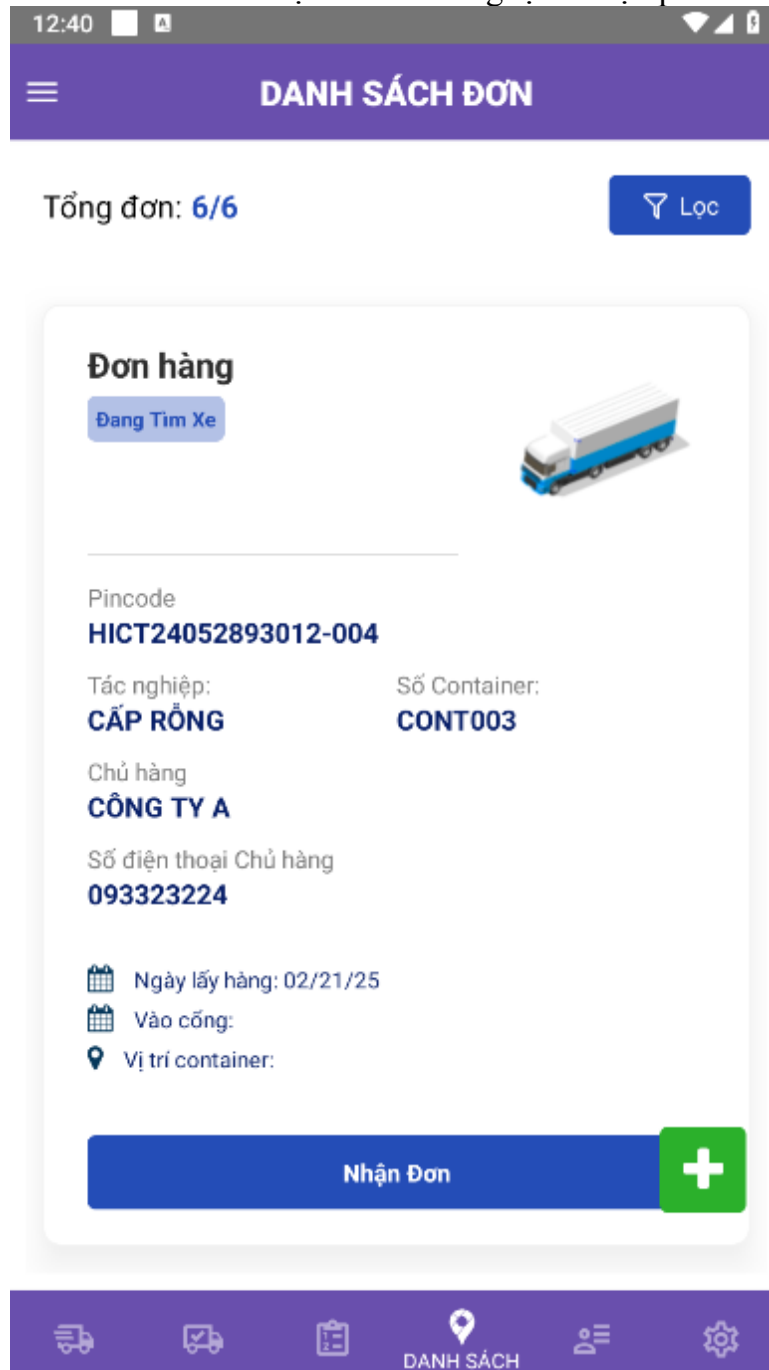 12:40
DANH SÁCH ĐƠN
Tổng đơn: 6/6
Lọc
Đơn hàng
Đang Tìm Xe
Pincode
HICT24052893012-004
Tác nghiệp: Số Container:
CẤP RỖNG CONT003
Chủ hàng
CÔNG TY A
Số điện thoại Chủ hàng
093323224
Ngày lấy hàng: 02/21/25
Vào cổng:
Vị trí container:
Nhận Đơn
DANH SÁCH